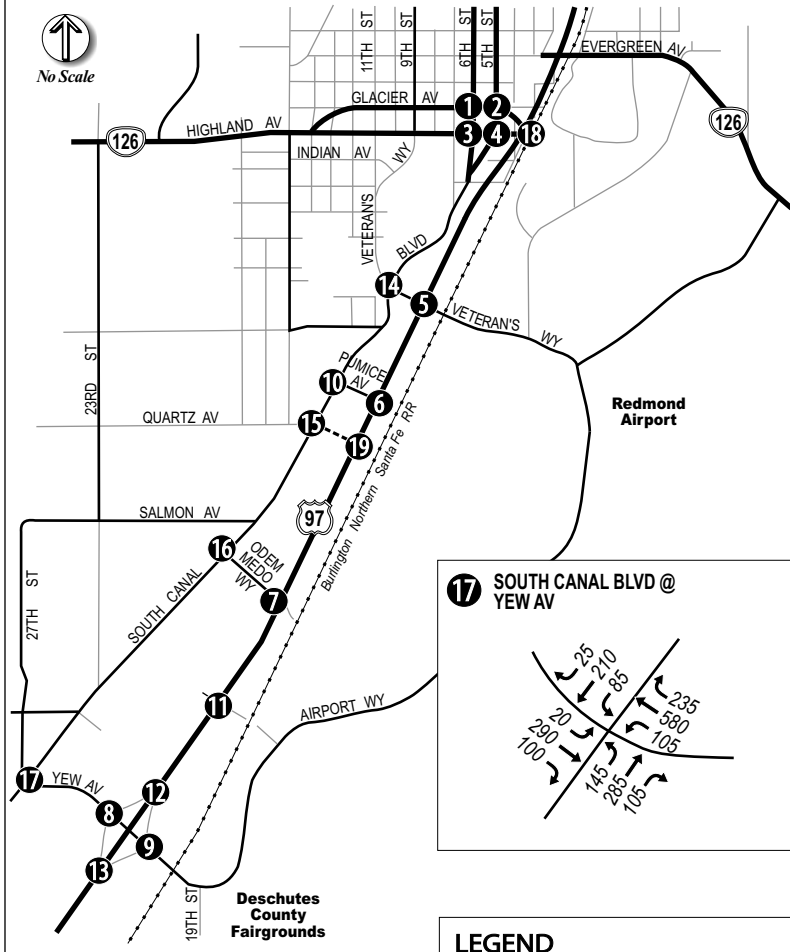 No Scale
11TH ST
9TH ST
6TH ST
5TH ST
EVERGREEN AV
GLACIER AV
1
2
126
HIGHLAND AV
3
4
18
126
INDIAN AV
VETERAN'S WY
BLVD
14
5
VETERAN'S WY
23RD ST
PUMICE AV
10
6
Redmond
Airport
QUARTZ AV
15
19
Burlington Northern Santa Fe RR
97
SALMON AV
16
ODEM
MEDO
WY
7
27TH ST
SOUTH CANAL
11
AIRPORT WY
17
YEW AV
12
8
9
13
19TH ST
Deschutes
County
Fairgrounds
17 SOUTH CANAL BLVD @
YEW AV
25
210
85
235
580
105
20
290
100
145
285
105
LEGEND